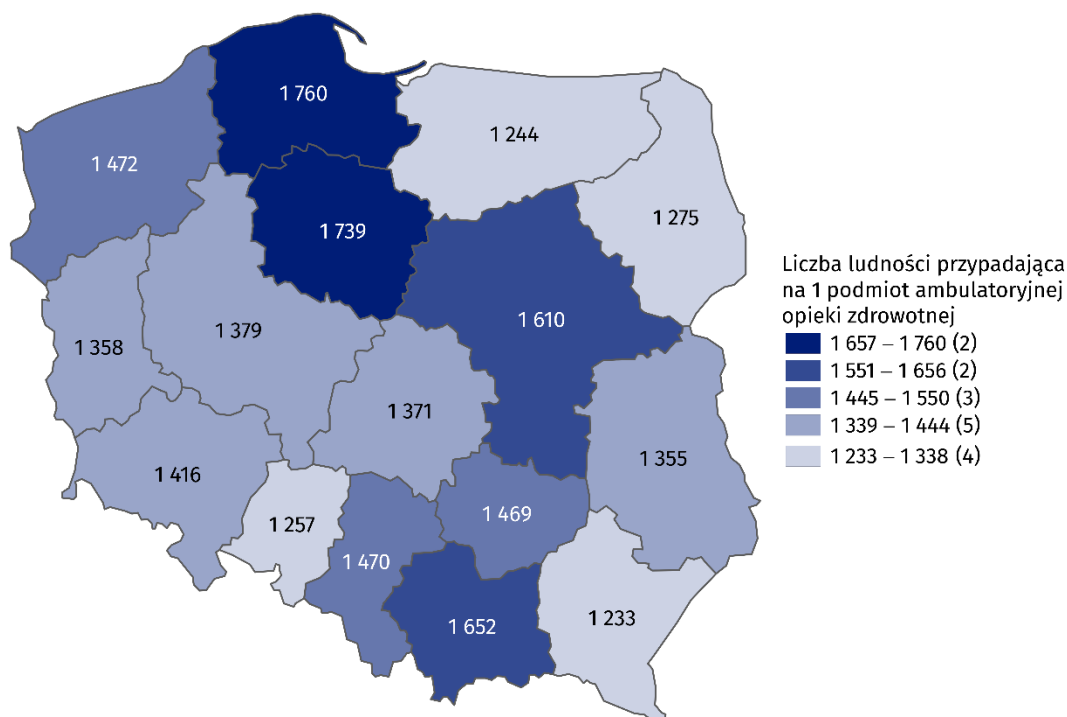 1 760
1 244
1 472
1 275
1 739
1 610
1 379
1 358
1 371
1 355
1 416
1 469
1 257
1 470
1 652
1 233
Liczba ludności przypadająca
na 1 podmiot ambulatoryjnej
opieki zdrowotnej
1 657 – 1 760 (2)
1 551 – 1 656 (2)
1 445 – 1 550 (3)
1 339 – 1 444 (5)
1 233 – 1 338 (4)